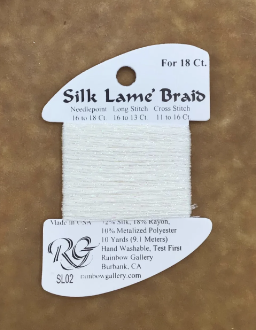 For 18 Ct.
Silk Lamé Braid
Needlepoint Long Stitch Cross Stitch
16 to 18 Ct. 16 to 13 Ct. 11 to 16 Ct.
Made in USA Silk, 18% Rayon,
10% Metalized Polyester
10 Yards (9.1 Meters)
Hand Washable, Test First
RG Rainbow Gallery
Burbank, CA
SL02 rainbowgallery.com